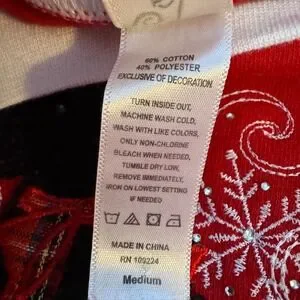 60% COTTON
40% POLYESTER
EXCLUSIVE OF DECORATION
TURN INSIDE OUT,
MACHINE WASH COLD,
WASH WITH LIKE COLORS,
ONLY NON-CHLORINE
BLEACH WHEN NEEDED,
TUMBLE DRY LOW,
REMOVE IMMEDIATELY,
IRON ON LOWEST SETTING
IF NEEDED
MADE IN CHINA
RN 109224
Medium